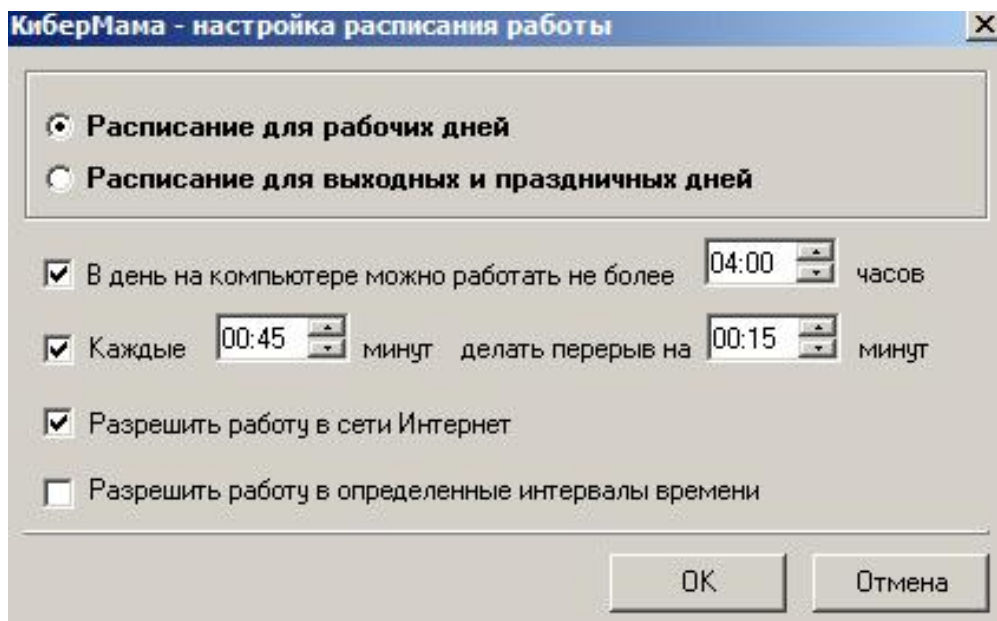 КиберМама - настройка расписания работы
Расписание для рабочих дней
Расписание для выходных и праздничных дней
В день на компьютере можно работать не более 04:00 часов
Каждые 00:45 минут делать перерыв на 00:15 минут
Разрешить работу в сети Интернет
Разрешить работу в определенные интервалы времени
OK Отмена